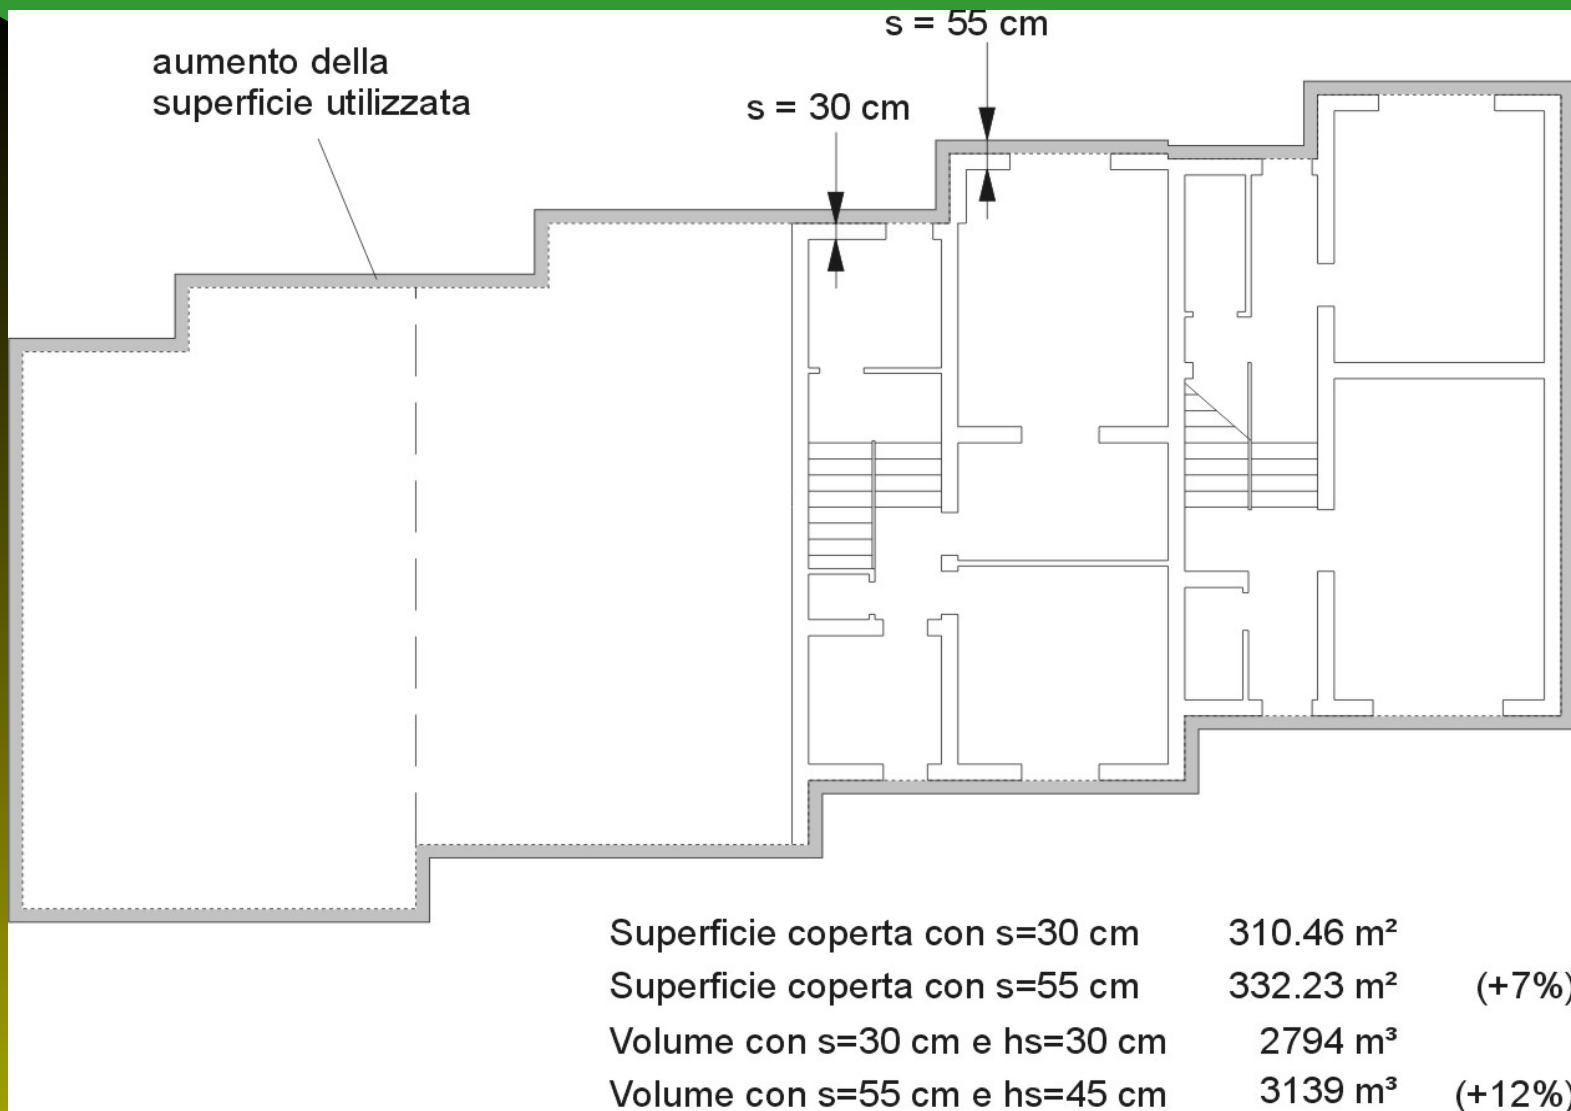 s = 55 cm
aumento della
superficie utilizzata
s = 30 cm
Superficie coperta con s=30 cm 310.46 m²
Superficie coperta con s=55 cm 332.23 m² (+7%)
Volume con s=30 cm e hs=30 cm 2794 m³
Volume con s=55 cm e hs=45 cm 3139 m³ (+12%)